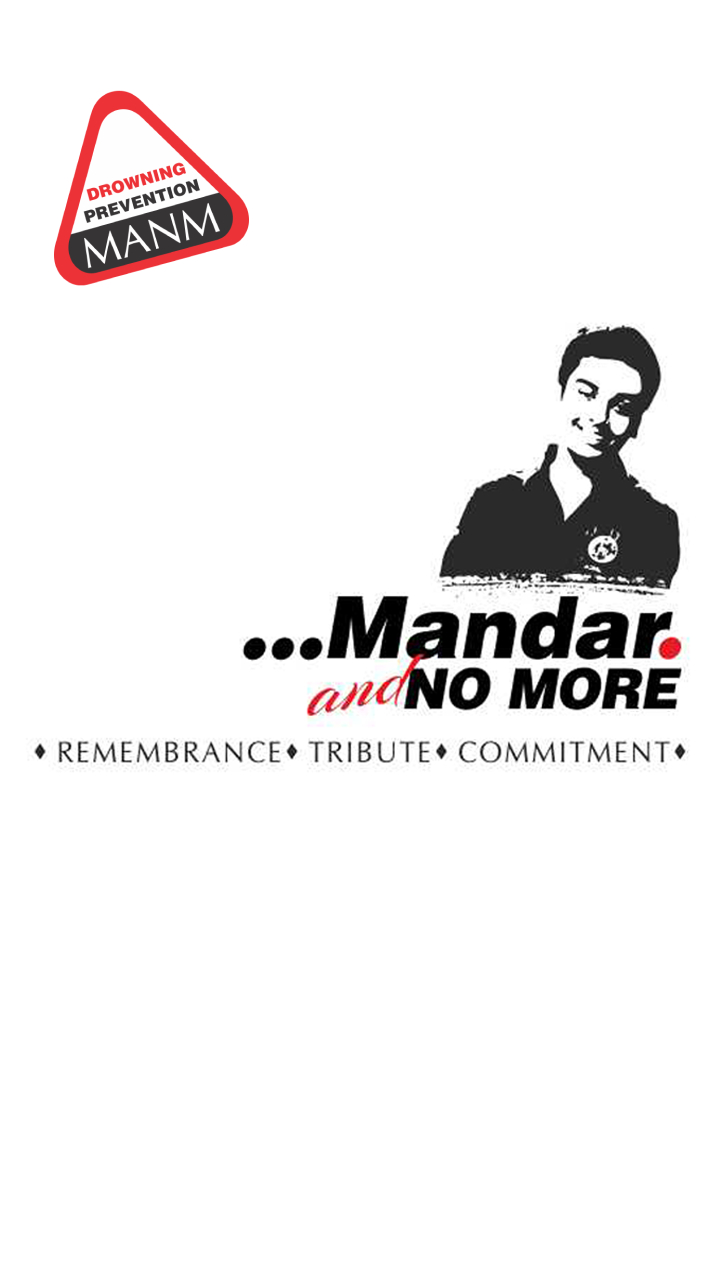 DROWNING
PREVENTION
MANM
...Mandar.
and NO MORE
♦ REMEMBRANCE ♦ TRIBUTE ♦ COMMITMENT ♦